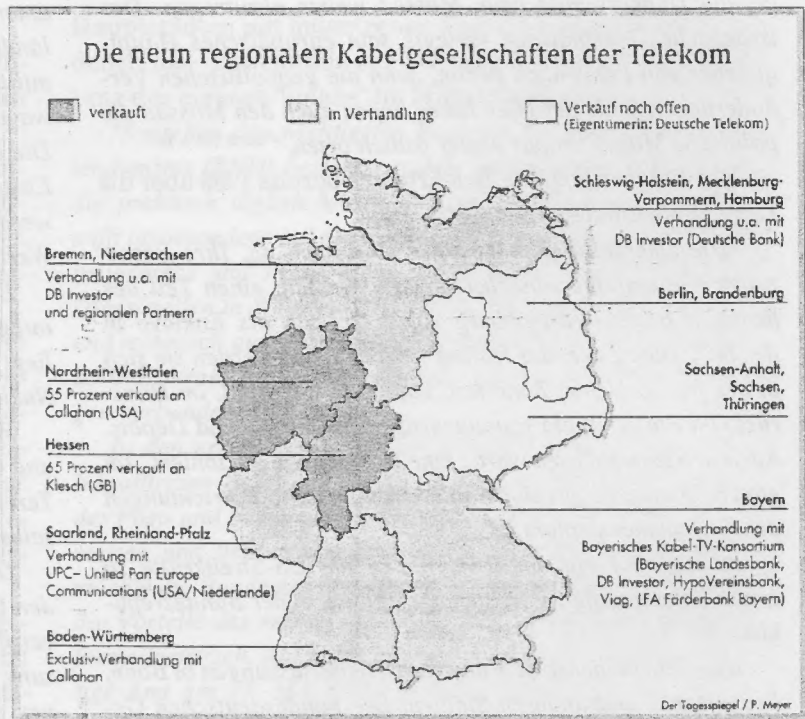 Die neun regionalen Kabelgesellschaften der Telekom
verkauft
in Verhandlung
Verkauf noch offen
(Eigentümerin: Deutsche Telekom)
Schleswig-Holstein, Mecklenburg-
Vorpommern, Hamburg
Verhandlung u.a. mit
DB Investor (Deutsche Bank)
Bremen, Niedersachsen
Verhandlung u.a. mit
DB Investor
und regionalen Partnern
Berlin, Brandenburg
Nordrhein-Westfalen
55 Prozent verkauft an
Callahan (USA)
Sachsen-Anhalt,
Sachsen,
Thüringen
Hessen
65 Prozent verkauft an
Klesch (GB)
Bayern
Verhandlung mit
Bayerisches Kabel-TV-Konsortium
(Bayerische Landesbank,
DB Investor, HypoVereinsbank,
Viag, LFA Förderbank Bayern)
Saarland, Rheinland-Pfalz
Verhandlung mit
UPC– United Pan Europe
Communications (USA/Niederlande)
Baden-Württemberg
Exclusiv-Verhandlung mit
Callahan
Der Tagesspiegel / P. Meyer